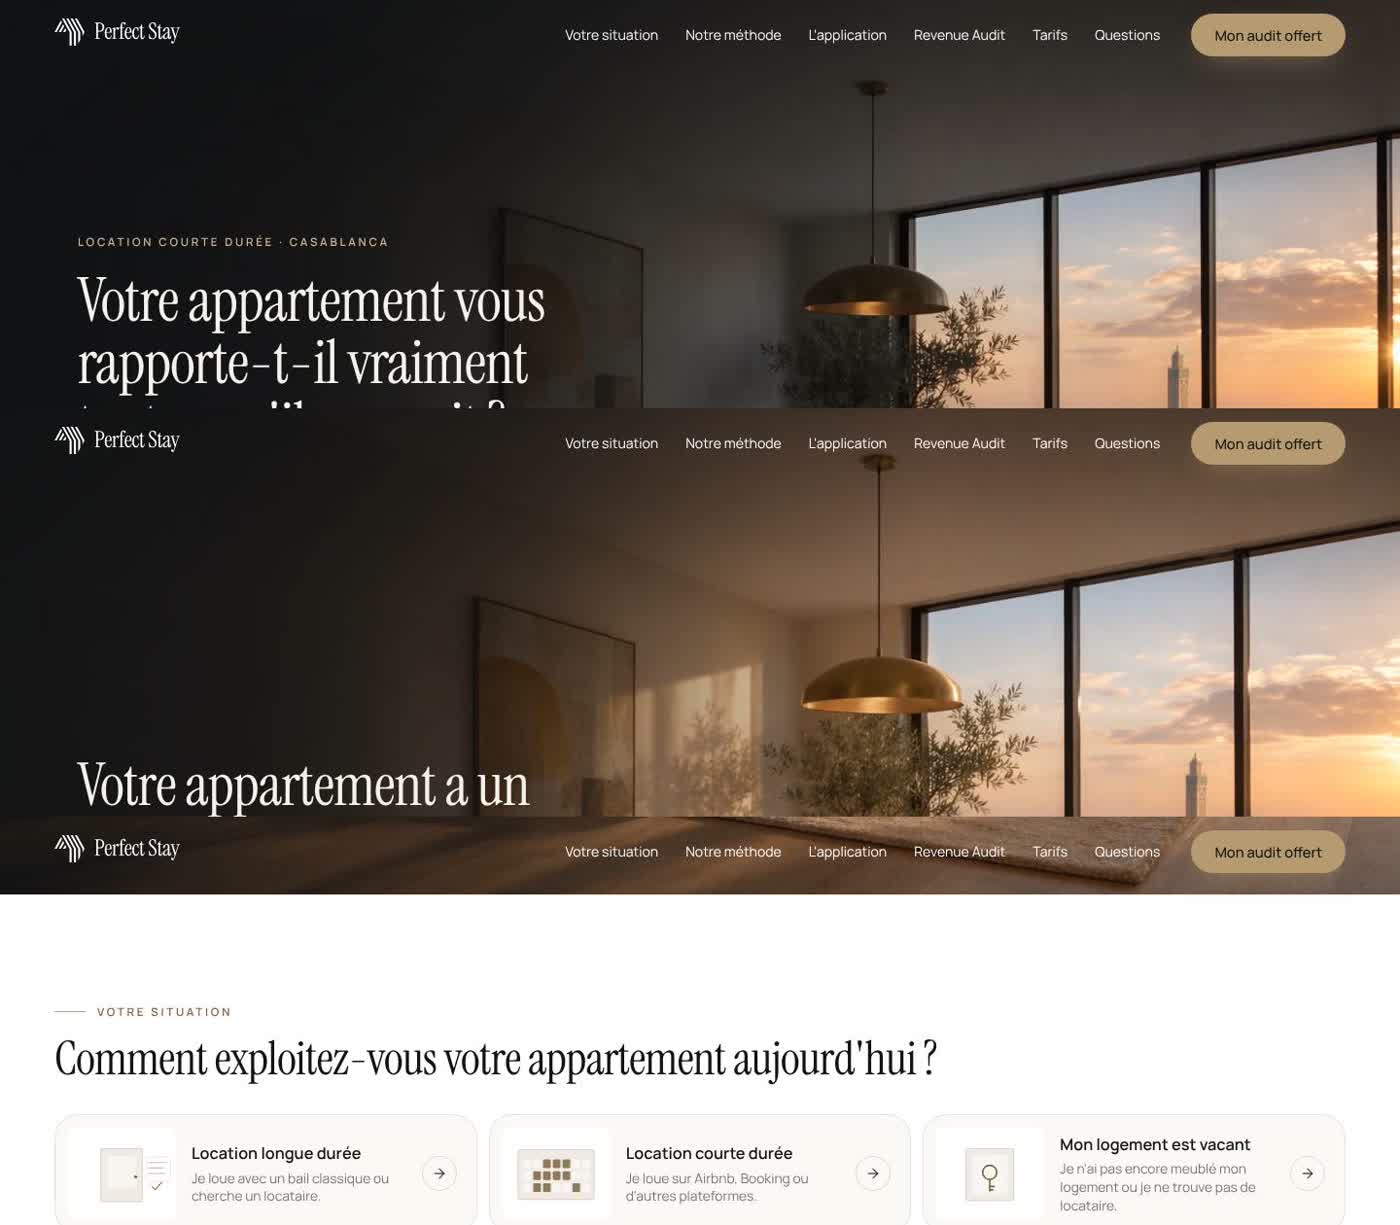 Perfect Stay
Votre situation Notre méthode L'application Revenue Audit Tarifs Questions Mon audit offert
LOCATION COURTE DURÉE · CASABLANCA
Votre appartement vous
rapporte-t-il vraiment
Perfect Stay
Votre situation Notre méthode L'application Revenue Audit Tarifs Questions Mon audit offert
Votre appartement a un
Perfect Stay
Votre situation Notre méthode L'application Revenue Audit Tarifs Questions Mon audit offert
VOTRE SITUATION
Comment exploitez-vous votre appartement aujourd'hui ?
Location longue durée
Je loue avec un bail classique ou
cherche un locataire.
Location courte durée
Je loue sur Airbnb, Booking ou
d'autres plateformes.
Mon logement est vacant
Je n'ai pas encore meublé mon
logement ou je ne trouve pas de
locataire.